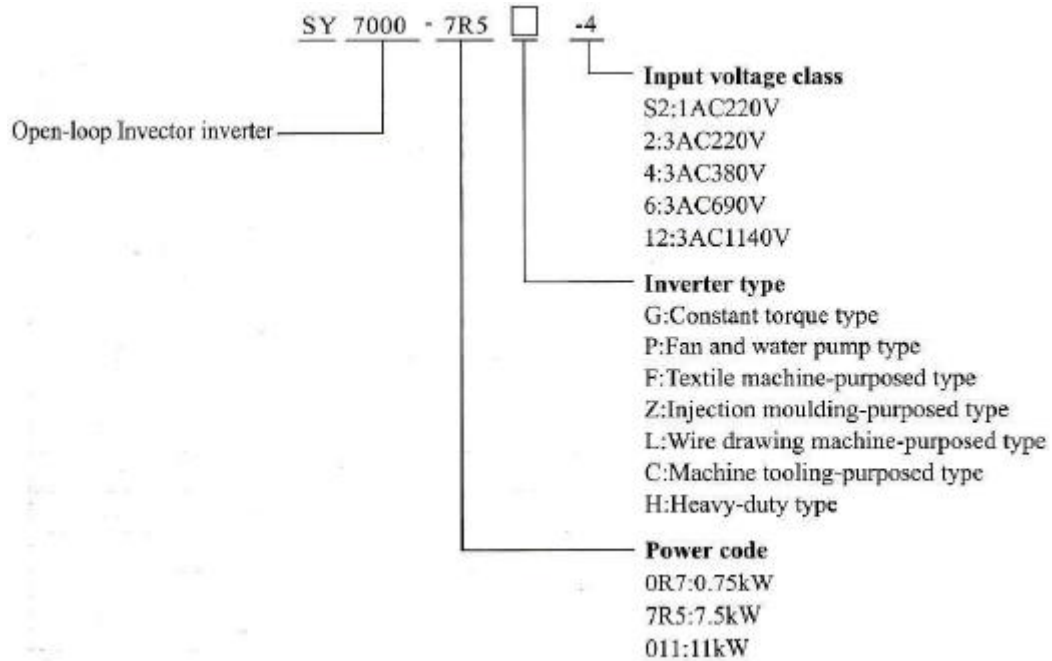 SY 7000 - 7R5 □ -4
Input voltage class
S2:1AC220V
Open-loop Invector inverter
2:3AC220V
4:3AC380V
6:3AC690V
12:3AC1140V
Inverter type
G:Constant torque type
P:Fan and water pump type
F:Textile machine-purposed type
Z:Injection moulding-purposed type
L:Wire drawing machine-purposed type
C:Machine tooling-purposed type
H:Heavy-duty type
Power code
0R7:0.75kW
7R5:7.5kW
011:11kW